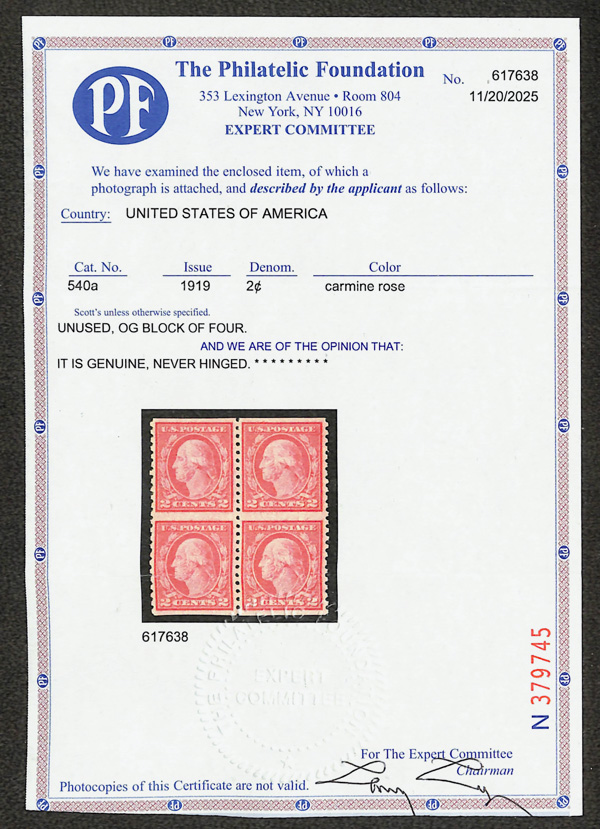 PF
The Philatelic Foundation
No. 617638
353 Lexington Avenue • Room 804
11/20/2025
New York, NY 10016
EXPERT COMMITTEE
We have examined the enclosed item, of which a
photograph is attached, and described by the applicant as follows:
Country: UNITED STATES OF AMERICA
Cat. No. Issue Denom. Color
540a 1919 2¢ carmine rose
Scott's unless otherwise specified.
UNUSED, OG BLOCK OF FOUR.
AND WE ARE OF THE OPINION THAT:
IT IS GENUINE, NEVER HINGED. * * * * * * * * *
U.S. POSTAGE U.S. POSTAGE
2 CENTS 2 2 CENTS 2
U.S. POSTAGE U.S. POSTAGE
2 CENTS 2 2 CENTS 2
617638
EXPERT
COMMITTEE
N 379745
For The Expert Committee
Chairman
Photocopies of this Certificate are not valid.